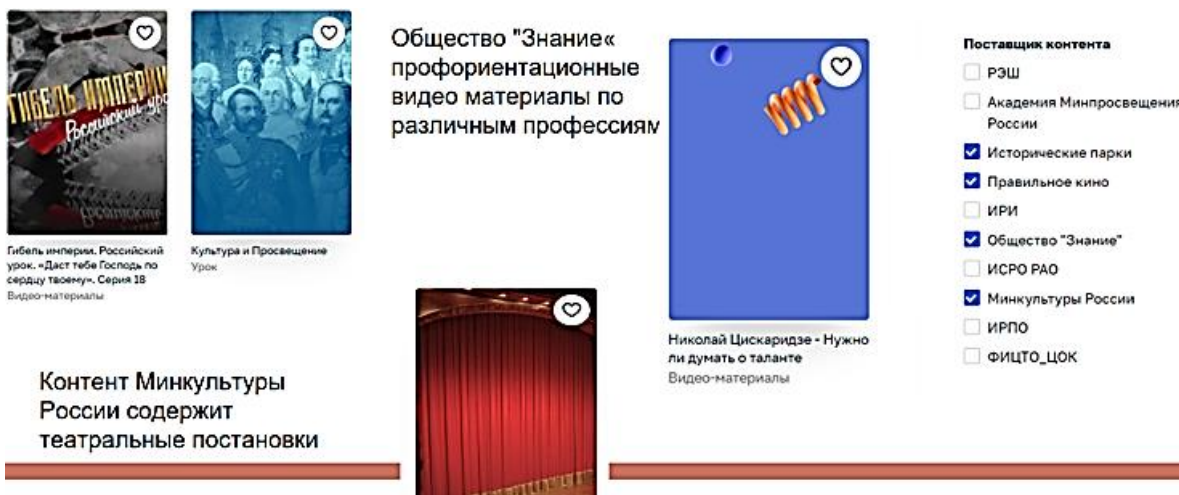 ГИБЕЛЬ ИМПЕРИИ
Российский уро
Гибель империи. Российский
урок. «Даст тебе Господь по
сердцу твоему». Серия 18
Видео-материалы
Культура и Просвещение
Урок
Общество "Знание«
профориентационные
видео материалы по
различным профессиям
Николай Цискаридзе - Нужно
ли думать о таланте
Видео-материалы
Поставщик контента
РЭШ
Академия Минпросвещения
России
Исторические парки
Правильное кино
ИРИ
Общество "Знание"
ИСРО РАО
Минкультуры России
ИРПО
ФИЦТО_ЦОК
Контент Минкультуры
России содержит
театральные постановки